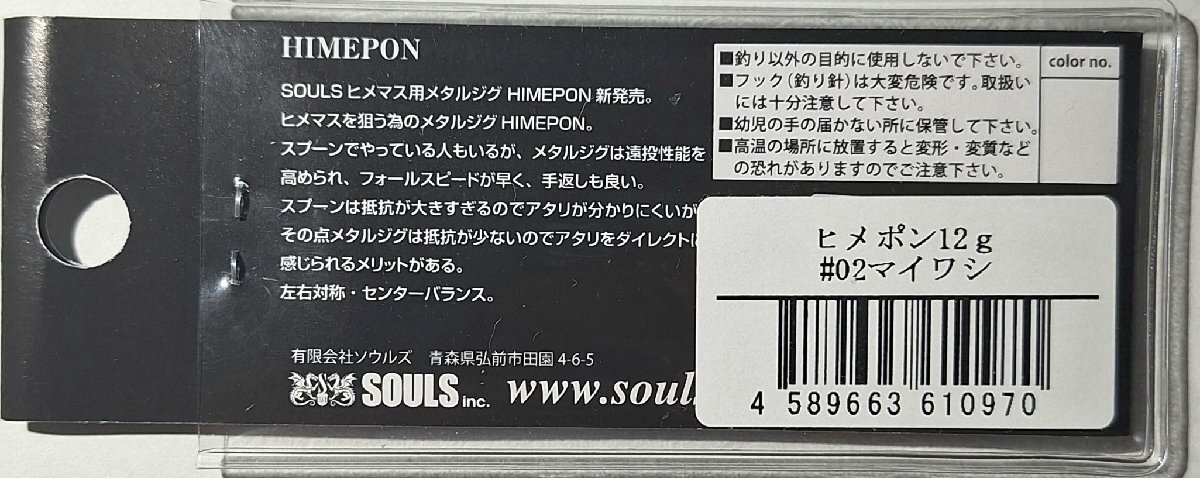 HIMEPON
SOULS ヒメマス用メタルジグ HIMEPON 新発売。
ヒメマスを狙う為のメタルジグ HIMEPON。
スプーンでやっている人もいるが、メタルジグは遠投性能を
高められ、フォールスピードが早く、手返しも良い。
スプーンは抵抗が大きすぎるのでアタリが分かりにくいが
その点メタルジグは抵抗が少ないのでアタリをダイレクトに
感じられるメリットがある。
左右対称・センターバランス。
有限会社ソウルズ 青森県弘前市田園 4-6-5
SOULS inc. www.souls
■釣り以外の目的に使用しないで下さい。
■フック(釣り針)は大変危険です。取扱い
には十分注意して下さい。
■幼児の手の届かない所に保管して下さい。
■高温の場所に放置すると変形・変質など
の恐れがありますのでご注意下さい。
color no.
ヒメポン12g
#02マイワシ
4 589663 610970